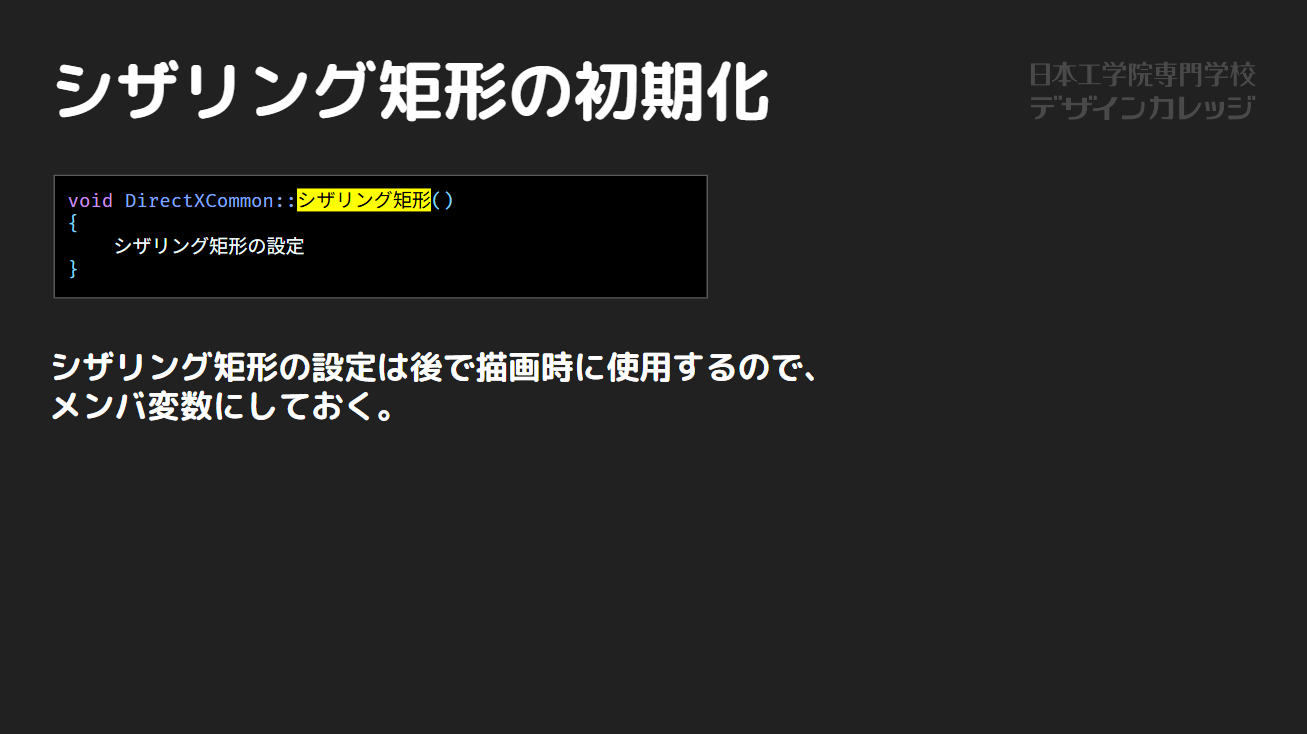 シザリング矩形の初期化
日本工学院専門学校
デザインカレッジ
void DirectXCommon::シザリング矩形()
{
シザリング矩形の設定
}
シザリング矩形の設定は後で描画時に使用するので、
メンバ変数にしておく。